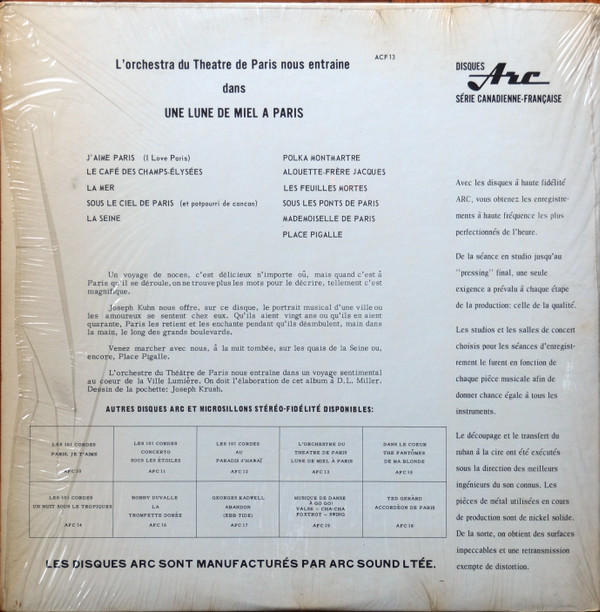 L'orchestra du Theatre de Paris nous entraine
dans
UNE LUNE DE MIEL A PARIS
ACF 13
DISQUES
Arc
SÉRIE CANADIENNE-FRANÇAISE
J'AIME PARIS (I Love Paris)
LE CAFÉ DES CHAMPS-ÉLYSÉES
LA MER
SOUS LE CIEL DE PARIS (et potpourri de cancan)
LA SEINE
POLKA MONTMARTRE
ALOUETTE-FRÈRE JACQUES
LES FEUILLES MORTES
SOUS LES PONTS DE PARIS
MADEMOISELLE DE PARIS
PLACE PIGALLE
Un voyage de noces, c'est délicieux n'importe où, mais quand c'est à
Paris qu'il se déroule, on ne trouve plus les mots pour le décrire, tellement c'est
magnifique.
Joseph Kuhn nous offre, sur ce disque, le portrait musical d'une ville ou
les amoureux se sentent chez eux. Qu'ils aient vingt ans ou qu'ils en aient
quarante, Paris les retient et les enchante pendant qu'ils déambulent, main dans
la main, le long des grands boulevards.
Venez marcher avec nous, à la nuit tombée, sur les quais de la Seine ou,
encore, Place Pigalle.
L'orchestre du Théâtre de Paris nous entraine dans un voyage sentimental
au coeur de la Ville Lumière. On doit l'élaboration de cet album à D.L. Miller.
Dessin de la pochette: Joseph Krush.
AUTRES DISQUES ARC ET MICROSILLONS STÉRÉO-FIDÉLITÉ DISPONIBLES:
LES 101 CORDES
PARIS, JE T'AIME
AFC 10
LES 101 CORDES
CONCERTO
SOUS LES ÉTOILES
AFC 11
LES 101 CORDES
AU
PARADIS D'HAWAÏ
AFC 12
L'ORCHESTRE DU
THEATRE DE PARIS
LUNE DE MIEL À PARIS
AFC 13
DANS LE COEUR
THE FANTÔMES
DE MA BLONDE
AFC 15
LES 101 CORDES
UN NUIT SOUS LE TROPIQUES
AFC 14
BOBBY DUVALLE
LA
TROMPETTE DORÉE
AFC 16
GEORGES KADWELL
ABANDON
(EBB TIDE)
AFC 17
MUSIQUE DE DANSE
À GO GO!
VALSE - CHA-CHA
FOXTROT - SWING
TED GERÀRD
ACCORDÉON DE PARIS
AFC 18
LES DISQUES ARC SONT MANUFACTURÉS PAR ARC SOUND LTÉE.
Avec les disques à haute fidélité
ARC, vous obtenez les enregistre-
ments à haute fréquence les plus
perfectionnés de l'heure.
De la séance en studio jusqu'au
"pressing" final, une seule
exigence a prévalu à chaque étape
de la production: celle de la qualité.
Les studios et les salles de concert
choisis pour les séances d'enregist-
rement le furent en fonction de
chaque pièce musicale afin de
donner chance égale à tous les
instruments.
Le découpage et le transfert du
ruban à la cire ont été exécutés
sous la direction des meilleurs
ingénieurs du son connus. Les
pièces de métal utilisées en cours
de production sont de nickel solide.
De la sorte, on obtient des surfaces
impeccables et une retransmission
exempte de distortion.